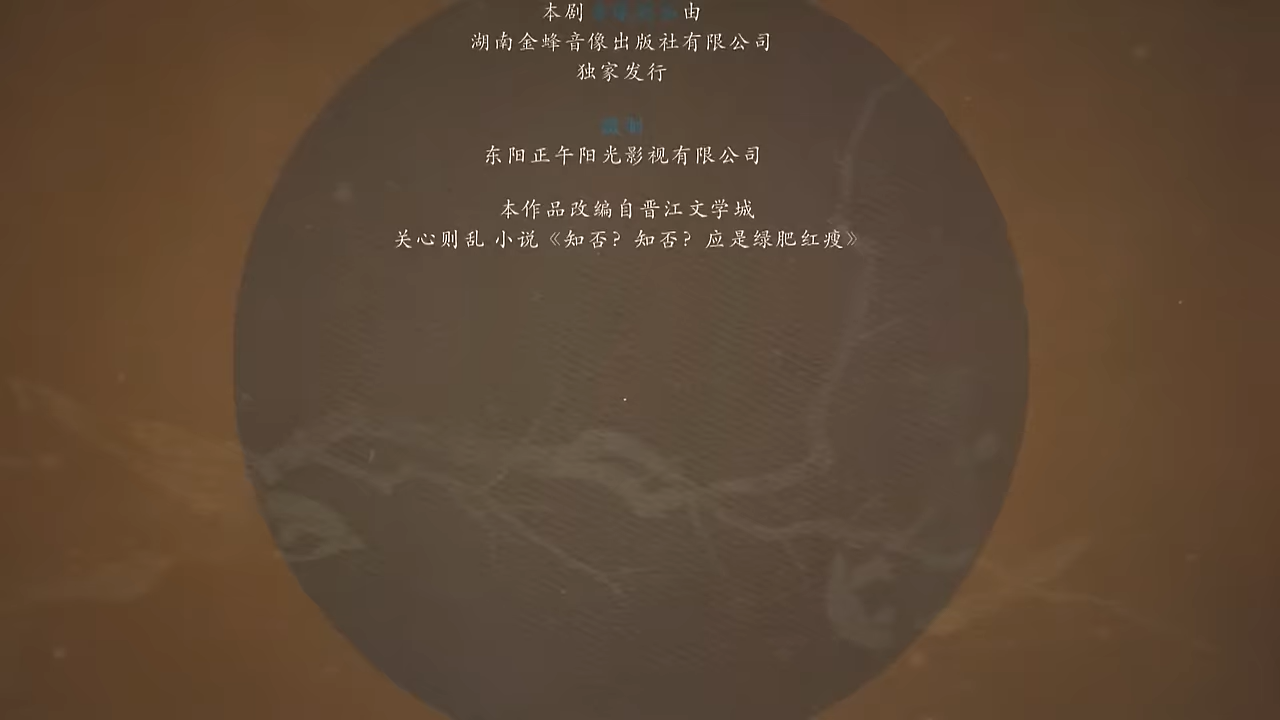 本剧 由
湖南金蜂音像出版社有限公司
独家发行
东阳正午阳光影视有限公司
本作品改编自晋江文学城
关心则乱 小说《知否？知否？应是绿肥红瘦》